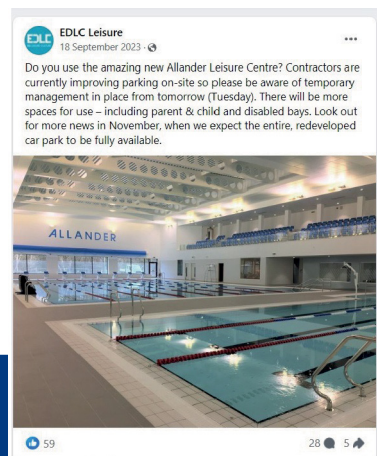 EDLC
EDLC Leisure
18 September 2023 ·
Do you use the amazing new Allander Leisure Centre? Contractors are
currently improving parking on-site so please be aware of temporary
management in place from tomorrow (Tuesday). There will be more
spaces for use – including parent & child and disabled bays. Look out
for more news in November, when we expect the entire, redeveloped
car park to be fully available.
ALLANDER
59
28
5